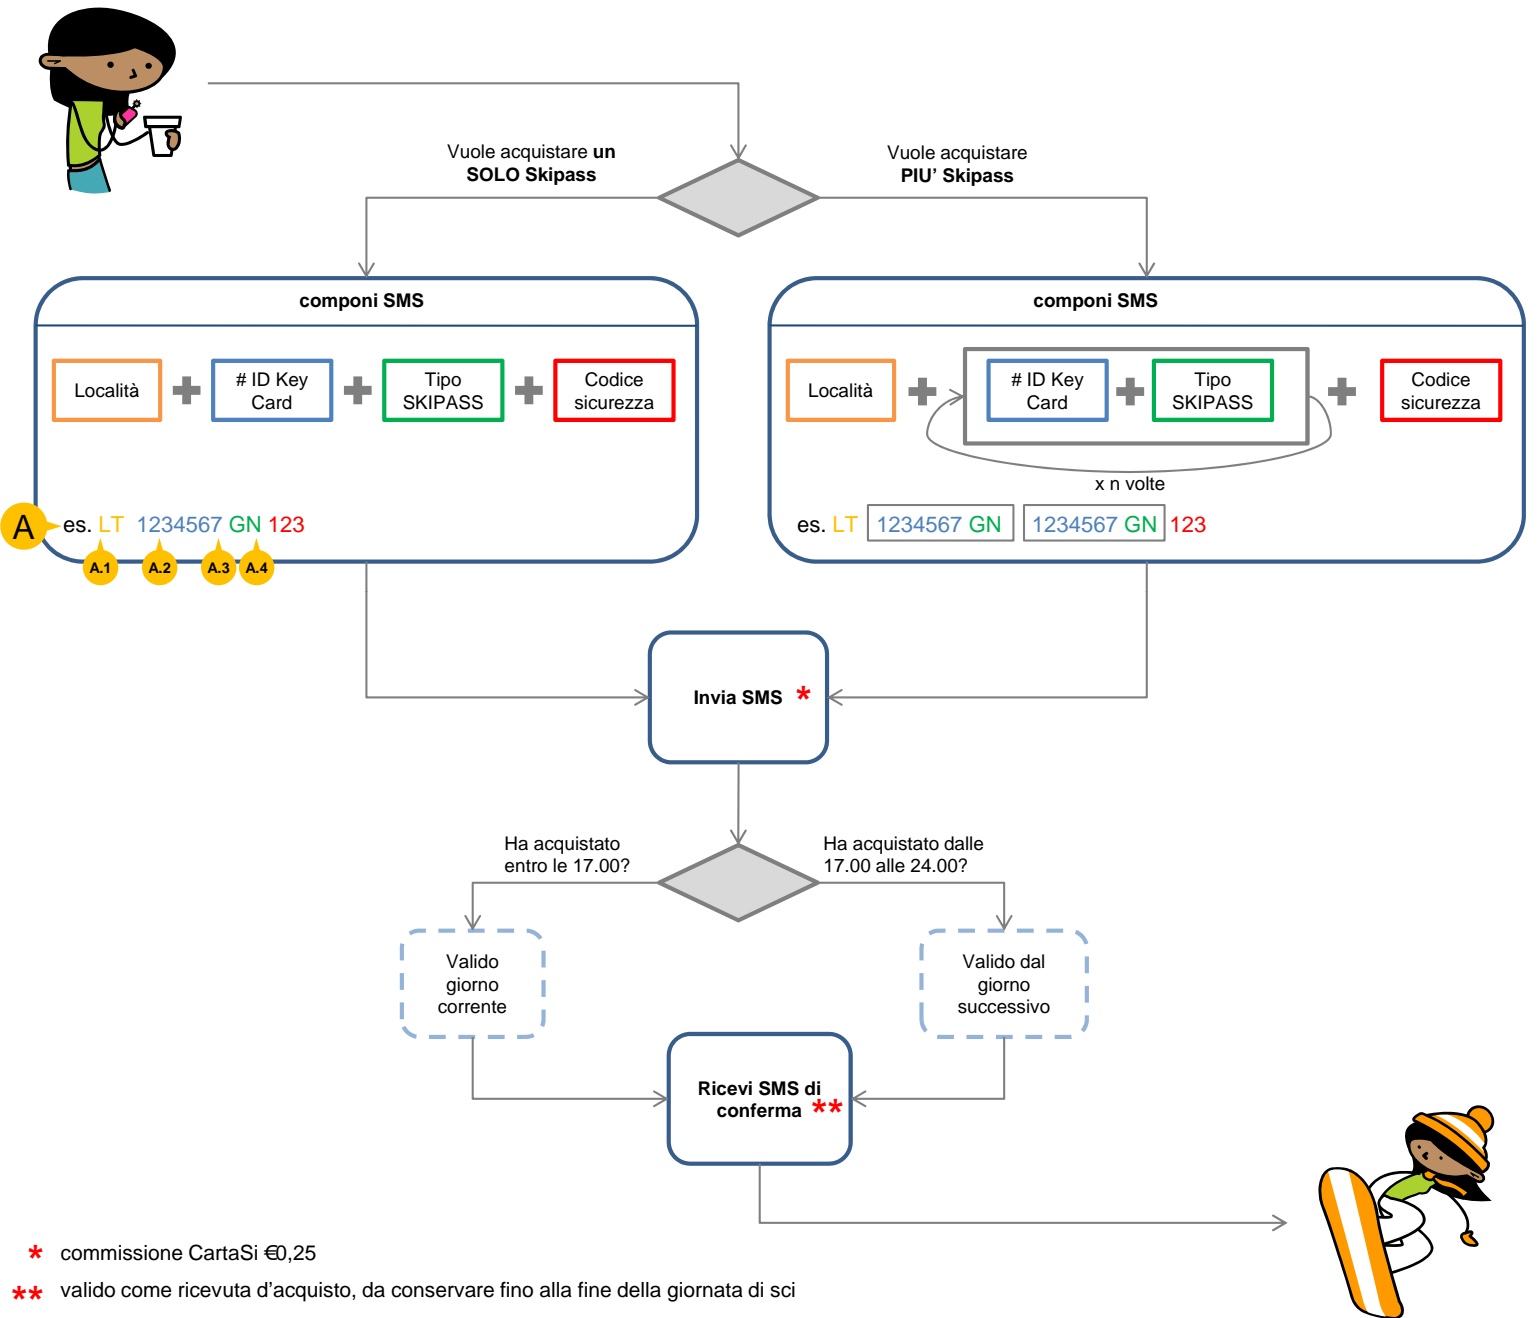 Vuole acquistare un
SOLO Skipass
Vuole acquistare
PIU' Skipass
componi SMS
Località
# ID Key
Card
Tipo
SKIPASS
Codice
sicurezza
A
es. LT 1234567 GN 123
A.1 A.2 A.3 A.4
componi SMS
Località
# ID Key
Card
Tipo
SKIPASS
Codice
sicurezza
x n volte
es. LT 1234567 GN 1234567 GN 123
Invia SMS *
Ha acquistato
entro le 17.00?
Ha acquistato dalle
17.00 alle 24.00?
Valido
giorno
corrente
Valido dal
giorno
successivo
Ricevi SMS di
conferma **
* commissione CartaSi €0,25
** valido come ricevuta d'acquisto, da conservare fino alla fine della giornata di sci